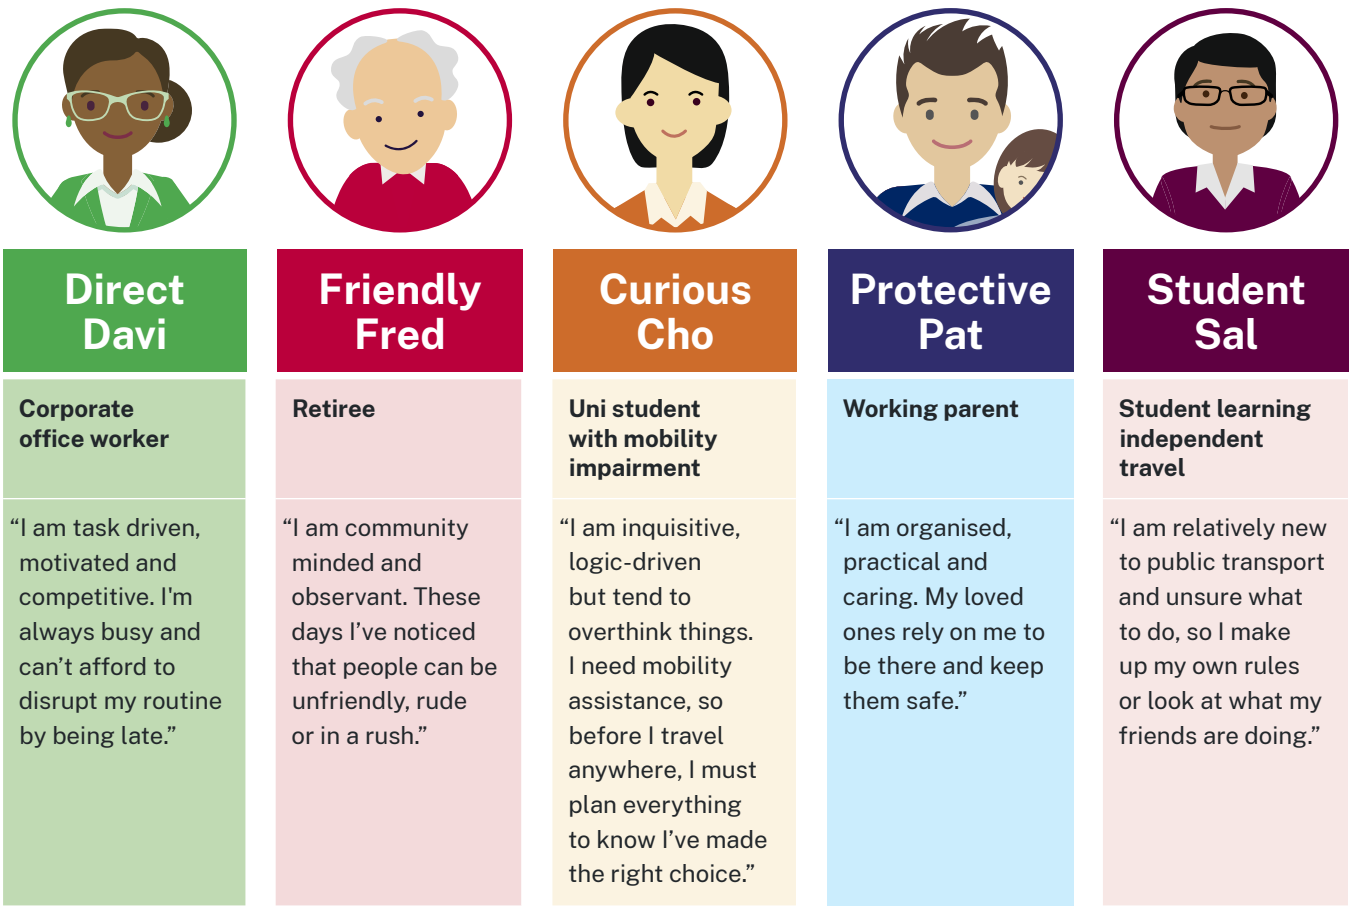 Direct
Davi
Corporate
office worker
“I am task driven,
motivated and
competitive. I'm
always busy and
can’t afford to
disrupt my routine
by being late.”
Friendly
Fred
Retiree
“I am community
minded and
observant. These
days I’ve noticed
that people can be
unfriendly, rude
or in a rush.”
Curious
Cho
Uni student
with mobility
impairment
“I am inquisitive,
logic-driven
but tend to
overthink things.
I need mobility
assistance, so
before I travel
anywhere, I must
plan everything
to know I’ve made
the right choice.”
Protective
Pat
Working parent
“I am organised,
practical and
caring. My loved
ones rely on me to
be there and keep
them safe.”
Student
Sal
Student learning
independent
travel
“I am relatively new
to public transport
and unsure what
to do, so I make
up my own rules
or look at what my
friends are doing.”